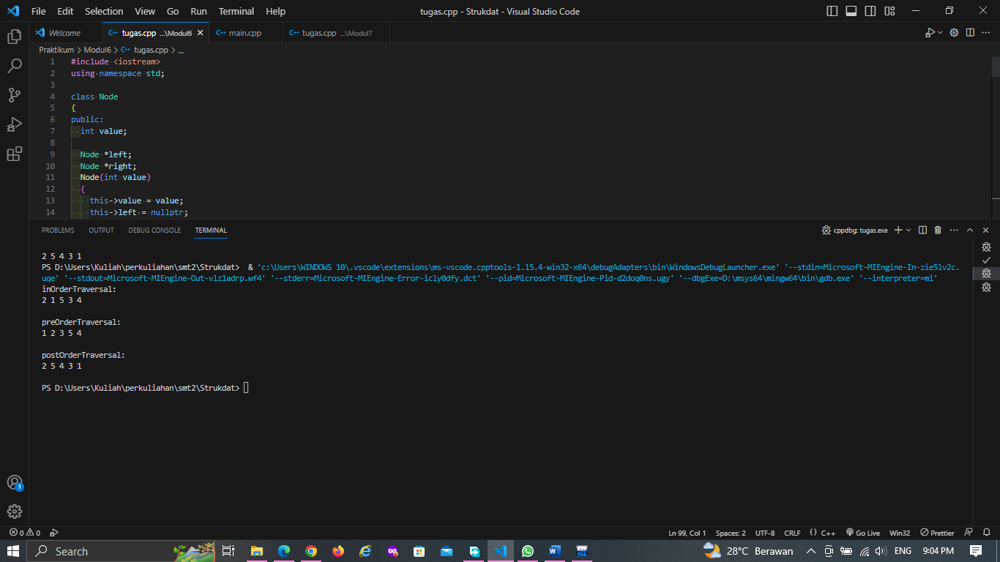 File Edit Selection View Go Run Terminal Help tugas.cpp - Strukdat - Visual Studio Code
Welcome tugas.cpp ...\Modul6 main.cpp tugas.cpp ...\Modul7
Praktikum > Modul6 > tugas.cpp > ...
1 #include <iostream>
2 using namespace std;
3
4 class Node
5 {
6 public:
7 int value;
8
9 Node *left;
10 Node *right;
11 Node(int value)
12 {
13 this->value = value;
14 this->left = nullptr;
PROBLEMS OUTPUT DEBUG CONSOLE TERMINAL cppdbg: tugas.exe
2 5 4 3 1
PS D:\Users\Kuliah\perkuliahan\smt2\Strukdat> & 'c:\Users\WINDOWS 10\.vscode\extensions\ms-vscode.cpptools-1.15.4-win32-x64\debugAdapters\bin\WindowsDebugLauncher.exe' '--stdin=Microsoft-MIEngine-In-zie5lv2c.
uqe' '--stdout=Microsoft-MIEngine-Out-vlz1adrp.wf4' '--stderr=Microsoft-MIEngine-Error-icly0dfy.dct' '--pid=Microsoft-MIEngine-Pid-d2doq0ns.ugy' '--dbgExe=D:\msys64\mingw64\bin\gdb.exe' '--interpreter=mi'
inOrderTraversal:
2 1 5 3 4
preOrderTraversal:
1 2 3 5 4
postOrderTraversal:
2 5 4 3 1
PS D:\Users\Kuliah\perkuliahan\smt2\Strukdat>
1
0 0 Ln 99, Col 1 Spaces: 2 UTF-8 CRLF {} C++ Go Live Win32 Prettier
Search 28°C Berawan ENG 9:04 PM